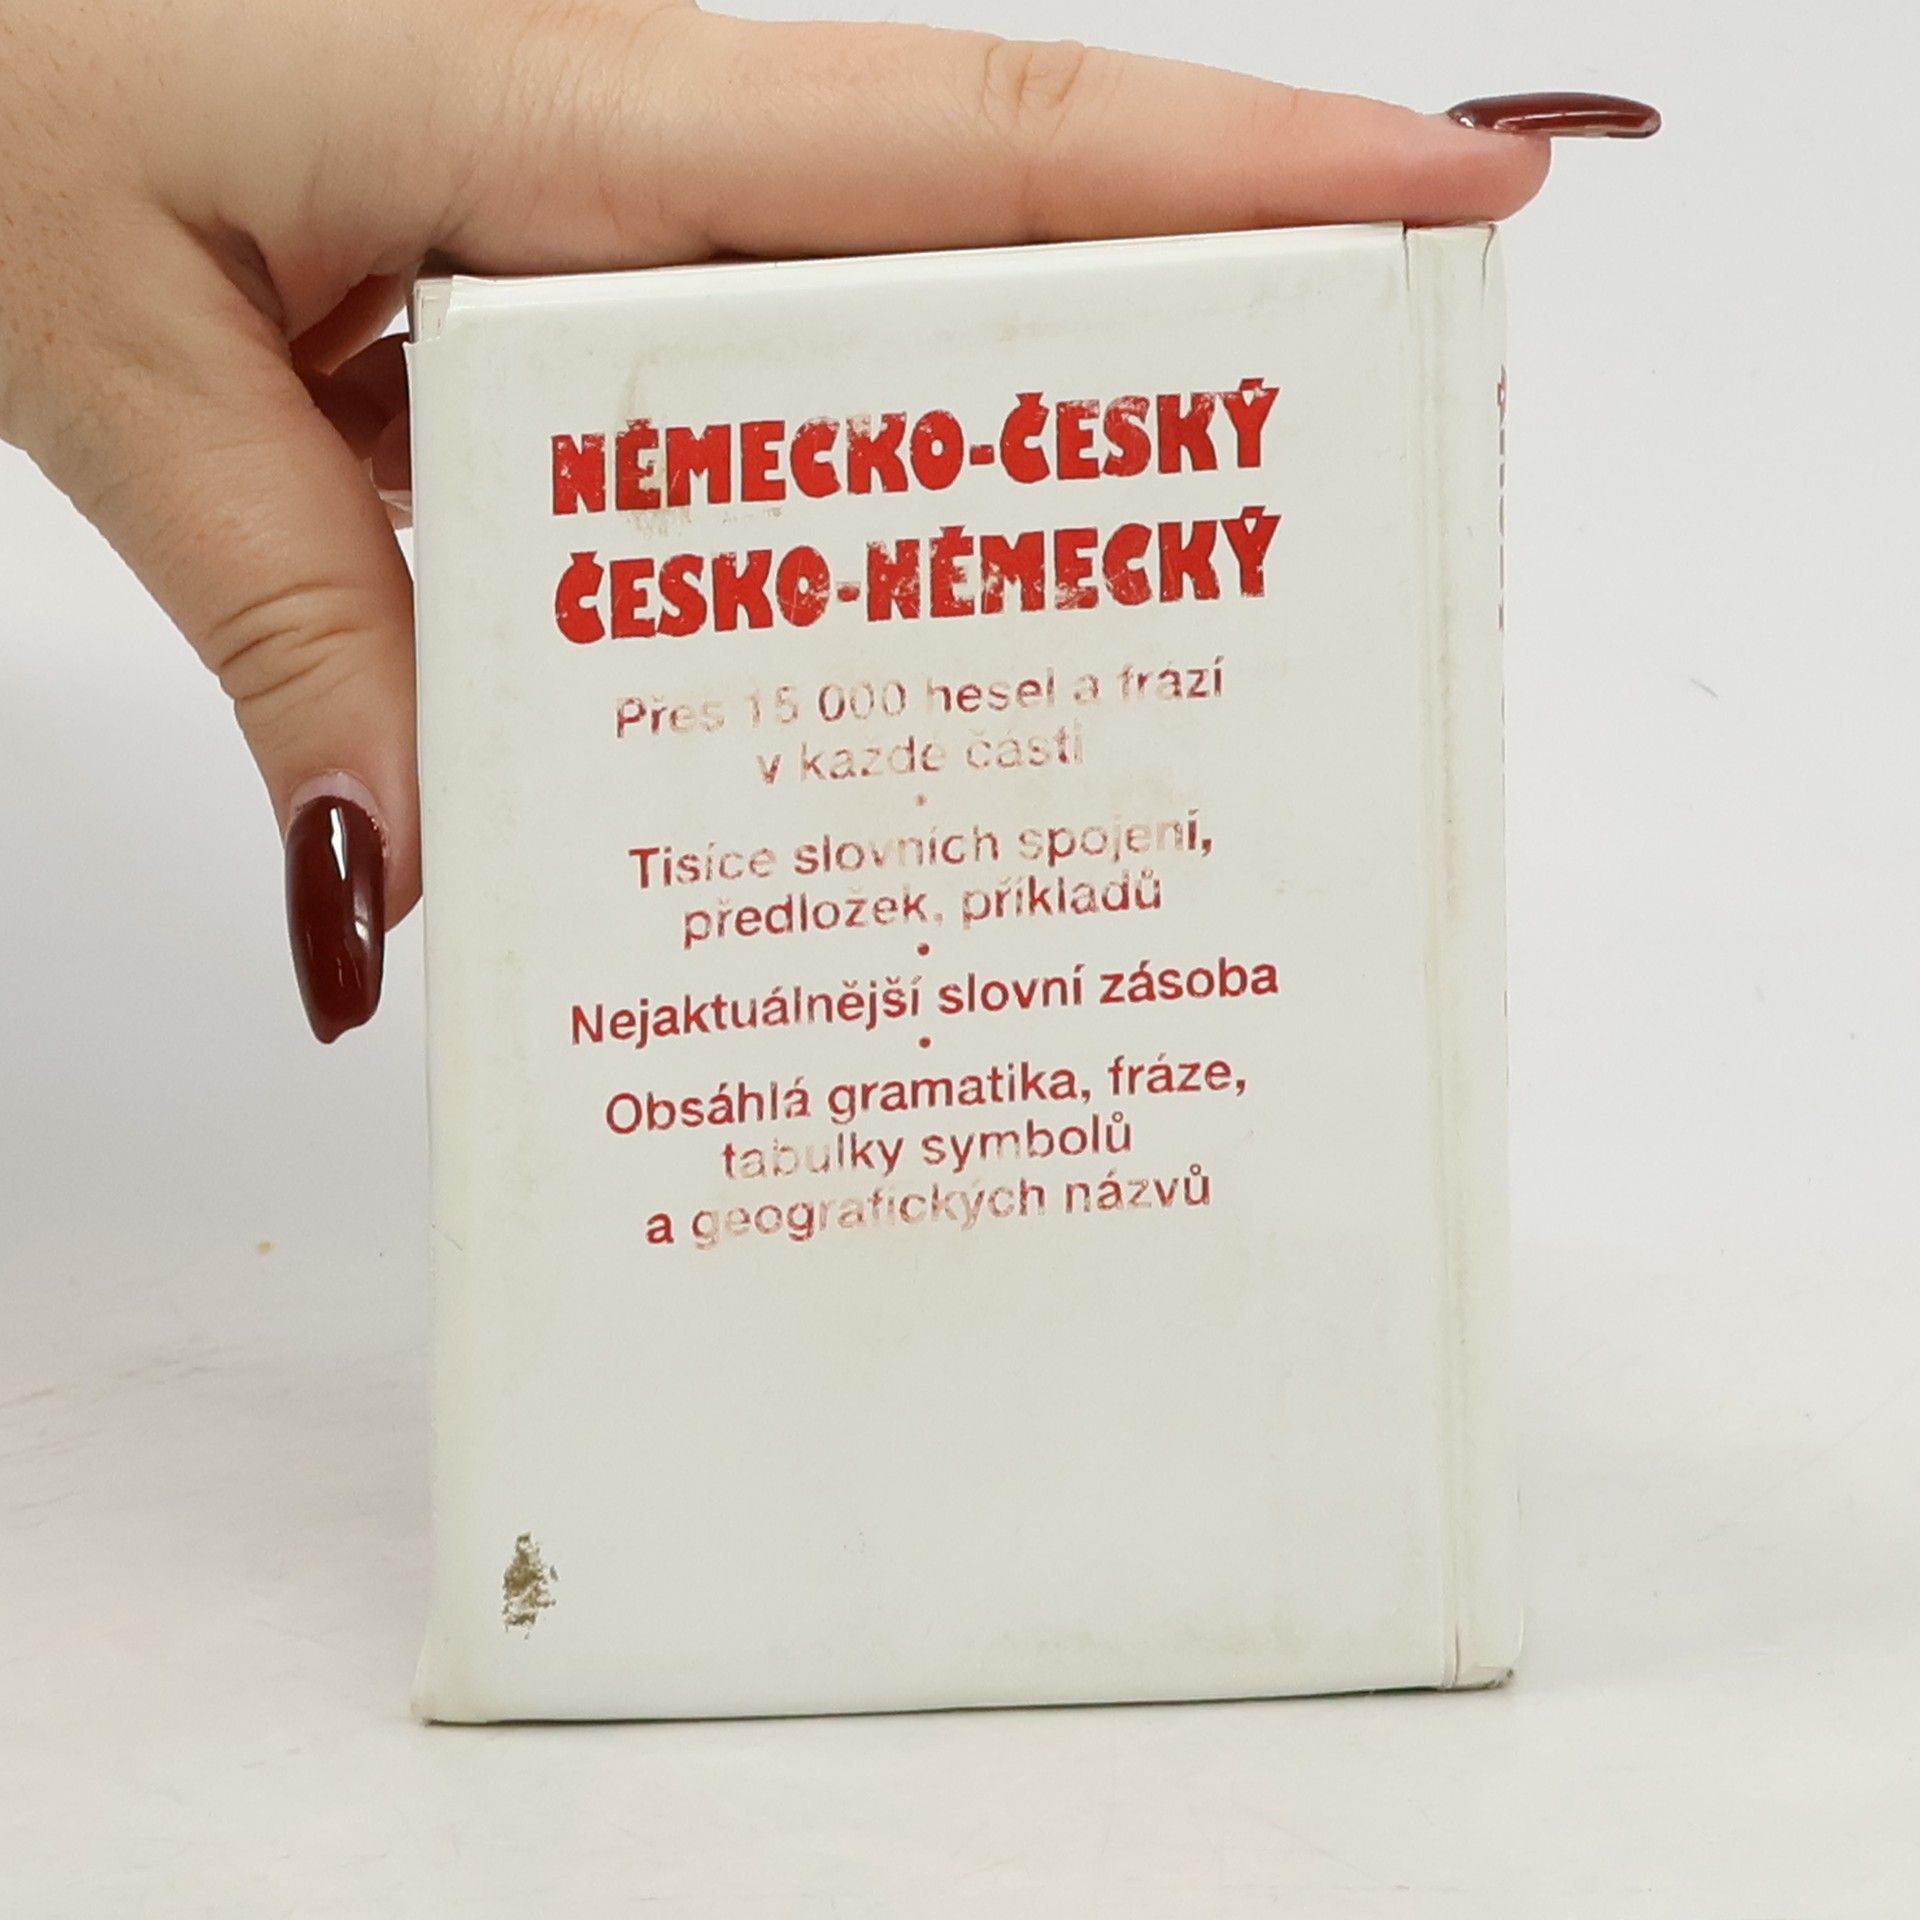 NĚMECKO-ČESKÝ
ČESKO-NĚMECKÝ
Přes 15 000 hesel a frází
v každé části
•
Tisíce slovních spojení,
předložek, příkladů
•
Nejaktuálnější slovní zásoba
•
Obsáhlá gramatika, fráze,
tabulky symbolů
a geografických názvů